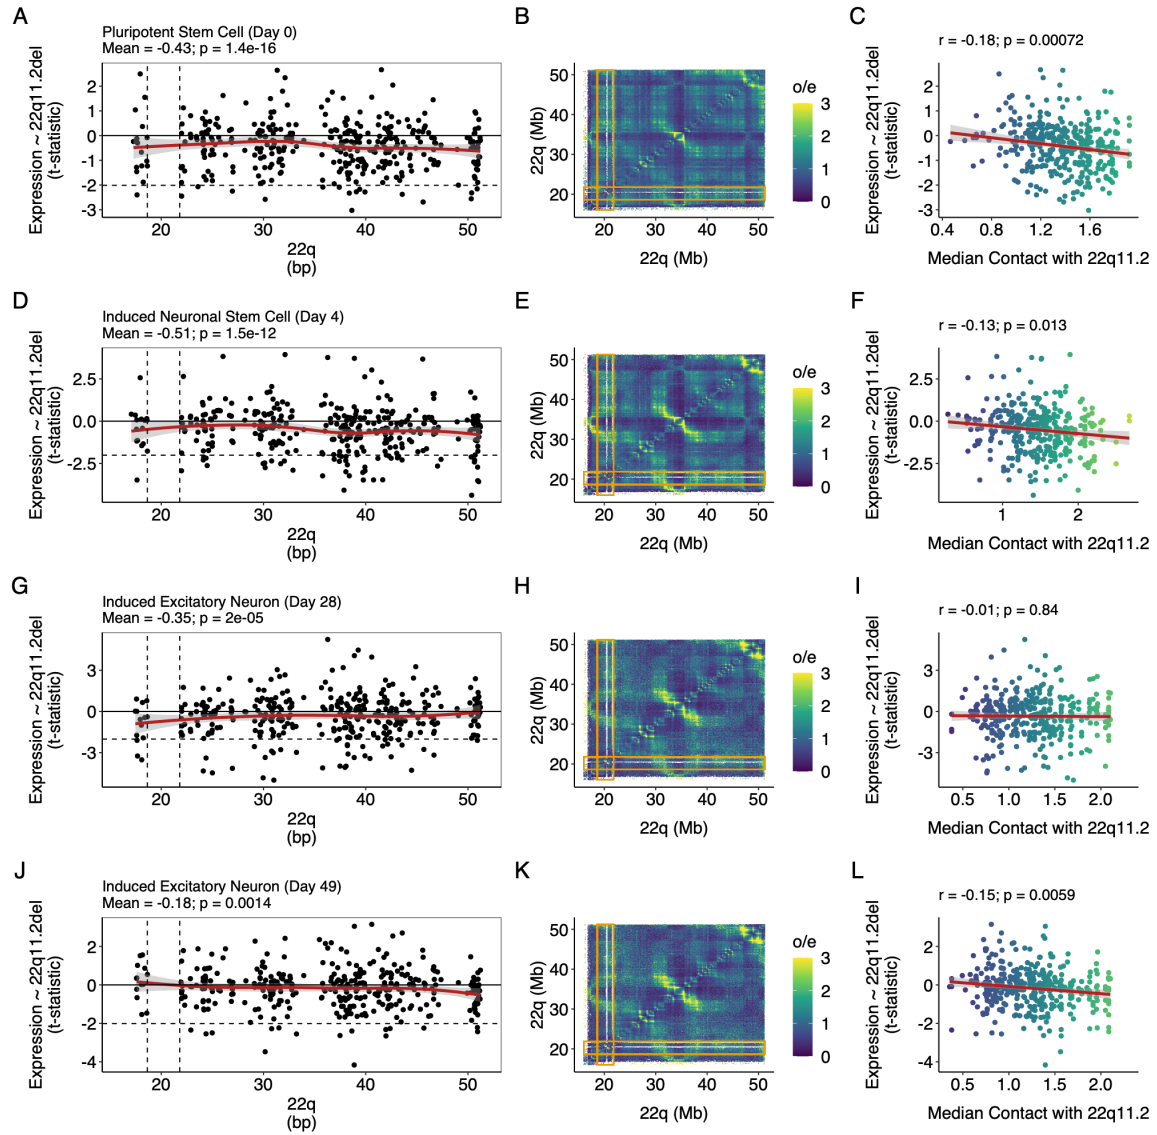 A
Pluripotent Stem Cell (Day 0)
Mean = -0.43; p = 1.4e-16
Expression ~ 22q11.2del
(t-statistic)
2
1
0
-1
-2
-3
20
30
40
50
22q
(bp)
B
22q (Mb)
50
40
30
20
20
30
40
50
22q (Mb)
o/e
3
2
1
0
C
r = -0.18; p = 0.00072
Expression ~ 22q11.2del
(t-statistic)
2
1
0
-1
-2
-3
0.4
0.8
1.2
1.6
Median Contact with 22q11.2
D
Induced Neuronal Stem Cell (Day 4)
Mean = -0.51; p = 1.5e-12
Expression ~ 22q11.2del
(t-statistic)
2.5
0.0
-2.5
20
30
40
50
22q
(bp)
E
22q (Mb)
50
40
30
20
20
30
40
50
22q (Mb)
o/e
3
2
1
0
F
r = -0.13; p = 0.013
Expression ~ 22q11.2del
(t-statistic)
2.5
0.0
-2.5
1
2
Median Contact with 22q11.2
G
Induced Excitatory Neuron (Day 28)
Mean = -0.35; p = 2e-05
Expression ~ 22q11.2del
(t-statistic)
3
0
-3
20
30
40
50
22q
(bp)
H
22q (Mb)
50
40
30
20
20
30
40
50
22q (Mb)
o/e
3
2
1
0
I
r = -0.01; p = 0.84
Expression ~ 22q11.2del
(t-statistic)
3
0
-3
0.5
1.0
1.5
2.0
Median Contact with 22q11.2
J
Induced Excitatory Neuron (Day 49)
Mean = -0.18; p = 0.0014
Expression ~ 22q11.2del
(t-statistic)
2
0
-2
-4
20
30
40
50
22q
(bp)
K
22q (Mb)
50
40
30
20
20
30
40
50
22q (Mb)
o/e
3
2
1
0
L
r = -0.15; p = 0.0059
Expression ~ 22q11.2del
(t-statistic)
2
0
-2
-4
0.5
1.0
1.5
2.0
Median Contact with 22q11.2